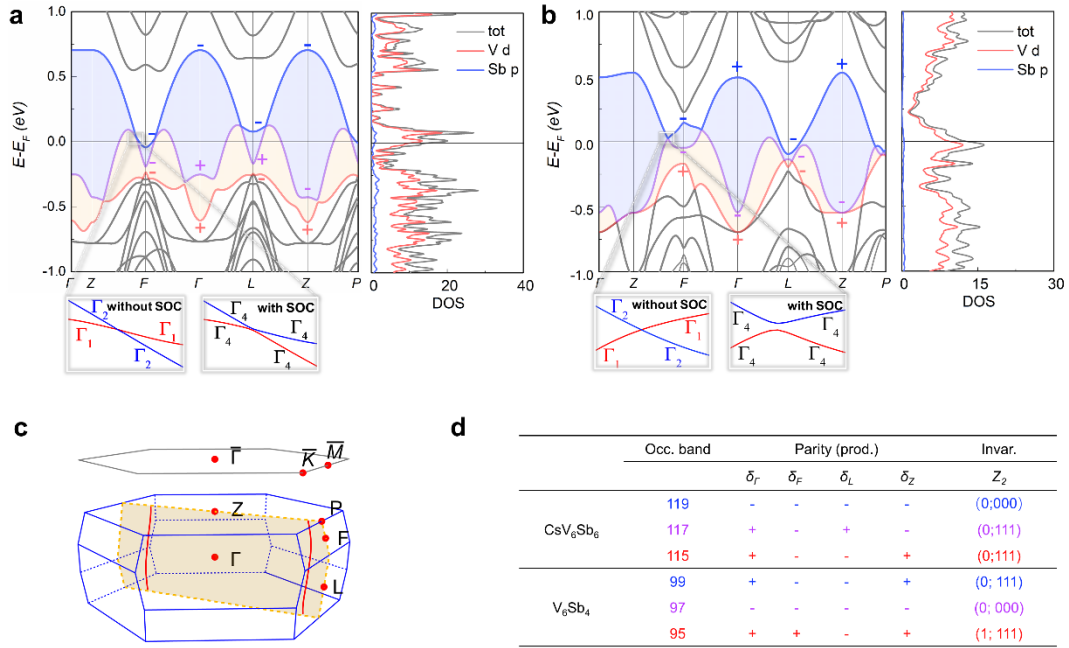 a
1.0
0.5
0.0
-0.5
-1.0
E-E_F (eV)
Γ Z F Γ L Z P
- - - - -
+ + - - - -
- - + +
tot
V d
Sb p
0 20 40
DOS
without SOC
Γ₂ Γ₁ Γ₁ Γ₂
with SOC
Γ₄ Γ₄ Γ₄ Γ₄
b
1.0
0.5
0.0
-0.5
-1.0
E-E_F (eV)
Γ Z F Γ L Z P
+ +
- -
- - - -
+ - + +
tot
V d
Sb p
0 15 30
DOS
without SOC
Γ₁ Γ₂ Γ₁
with SOC
Γ₄ Γ₄ Γ₄ Γ₄
c
Γ̅ K̅ M̅
Z P
F
Γ
L
d
Occ. band Parity (prod.) Invar.
δ_Γ δ_F δ_L δ_Z Z₂
119 - - - - (0;000)
CsV₆Sb₆ 117 + - + - (0;111)
115 + - - + (0;111)
99 + - - + (0; 111)
V₆Sb₄ 97 - - - - (0; 000)
95 + + - + (1; 111)